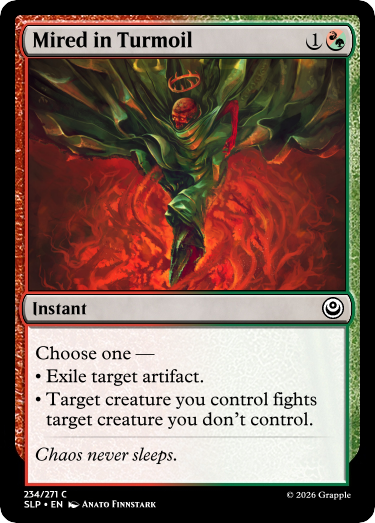 Mired in Turmoil 1
Instant
Choose one —
• Exile target artifact.
• Target creature you control fights
target creature you don't control.
Chaos never sleeps.
234/271 C
SLP • EN Anato Finnstark
© 2026 Grapple